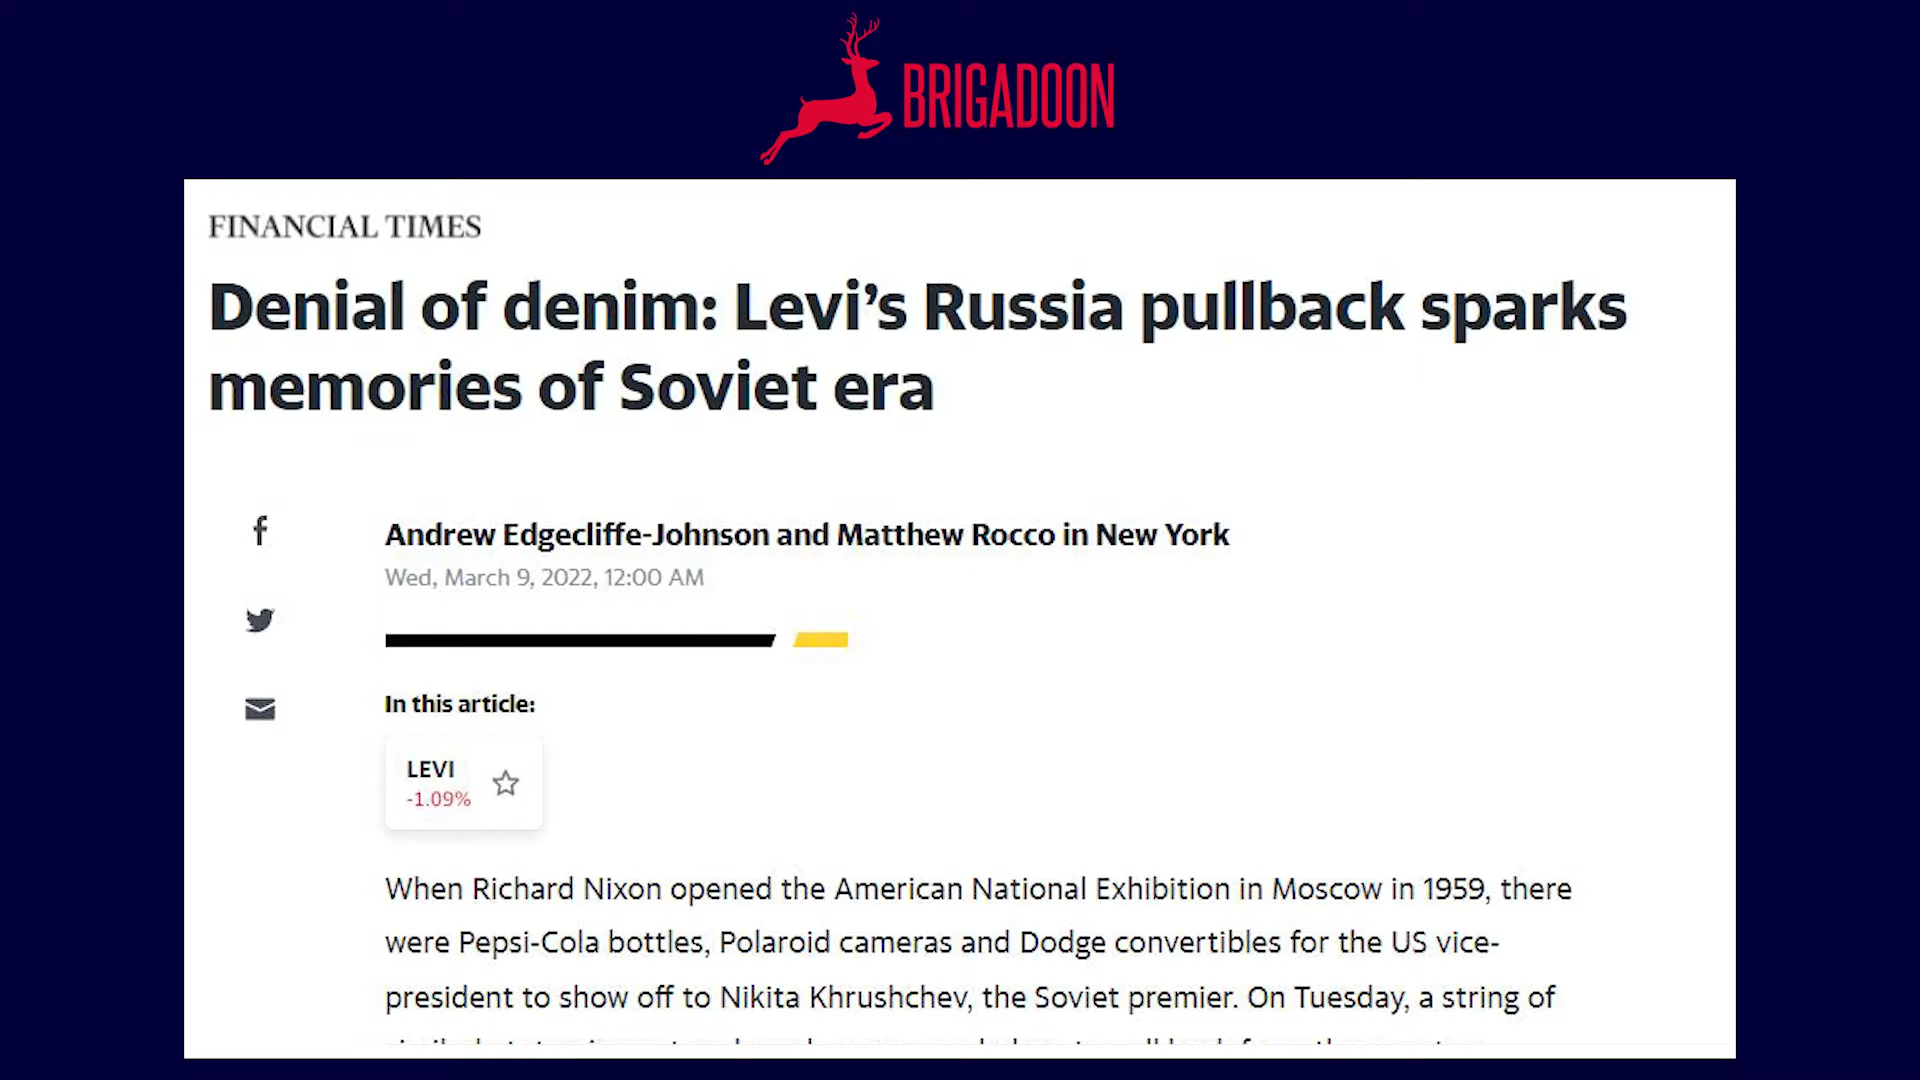 BRIGADOON
FINANCIAL TIMES
Denial of denim: Levi’s Russia pullback sparks
memories of Soviet era
Andrew Edgecliffe-Johnson and Matthew Rocco in New York
Wed, March 9, 2022, 12:00 AM
In this article:
LEVI
-1.09%
When Richard Nixon opened the American National Exhibition in Moscow in 1959, there
were Pepsi-Cola bottles, Polaroid cameras and Dodge convertibles for the US vice-
president to show off to Nikita Khrushchev, the Soviet premier. On Tuesday, a string of